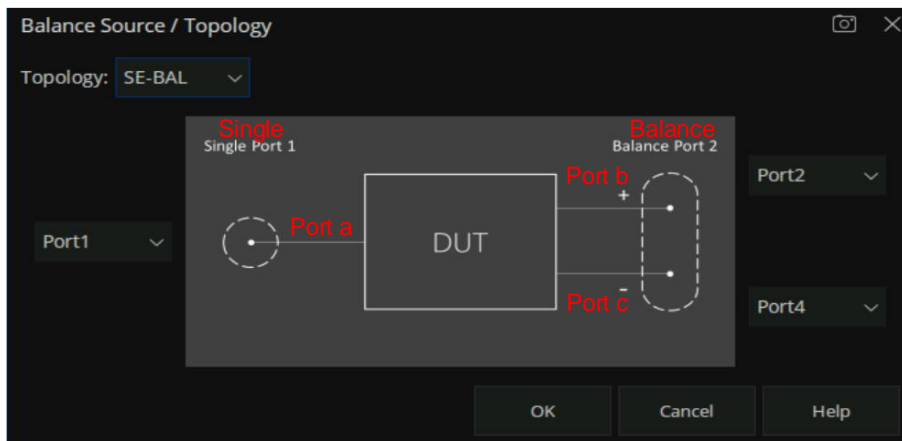 Balance Source / Topology
Topology: SE-BAL
Single
Balance
Single Port 1
Balance Port 2
Port b
Port2
+
Port a
Port1
DUT
-
Port c
Port4
OK
Cancel
Help